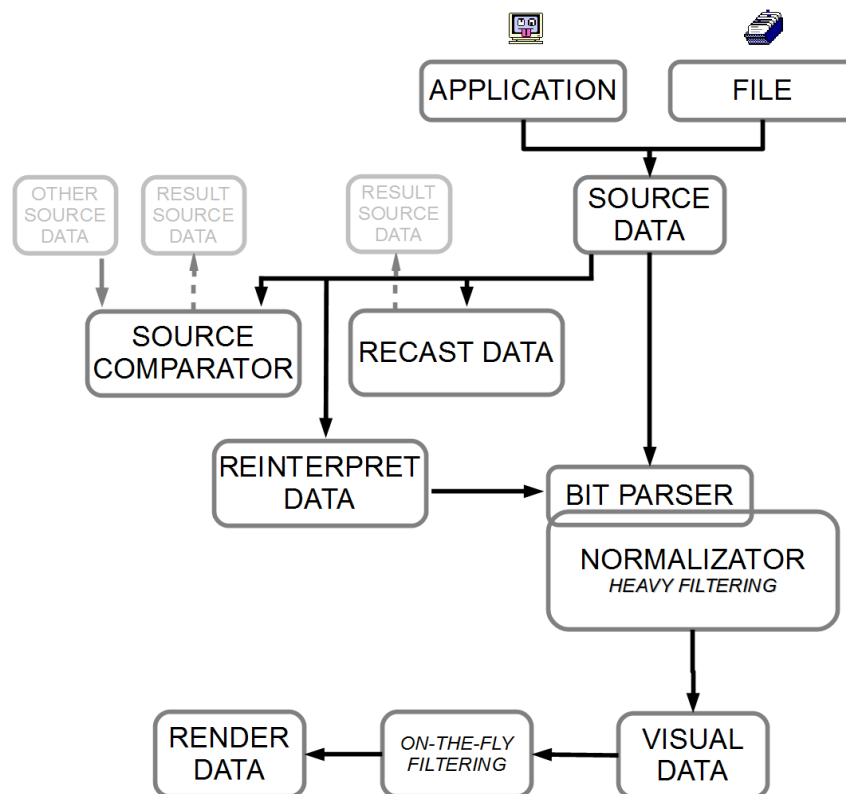 APPLICATION
FILE
OTHER
SOURCE
DATA
RESULT
SOURCE
DATA
RESULT
SOURCE
DATA
SOURCE
DATA
SOURCE
COMPARATOR
RECAST DATA
REINTERPRET
DATA
BIT PARSER
NORMALIZATOR
HEAVY FILTERING
RENDER
DATA
ON-THE-FLY
FILTERING
VISUAL
DATA